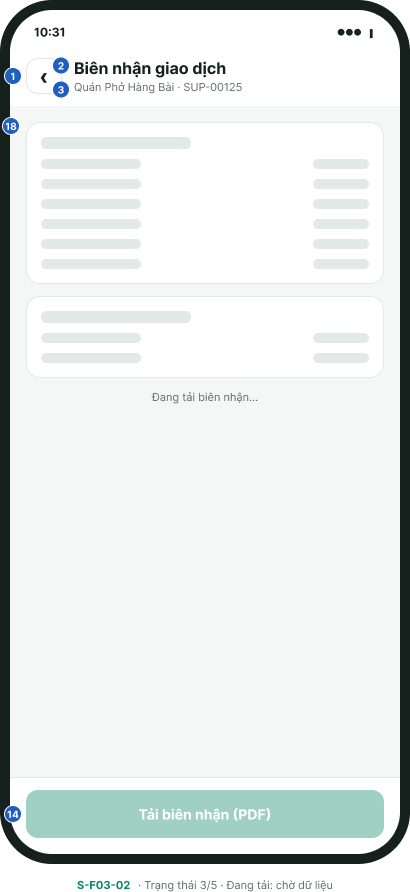 10:31
1
2
3
‹
Biên nhận giao dịch
Quán Phở Hàng Bài · SUP-00125
18
Đang tải biên nhận...
14
Tải biên nhận (PDF)
S-F03-02 · Trạng thái 3/5 · Đang tải: chờ dữ liệu